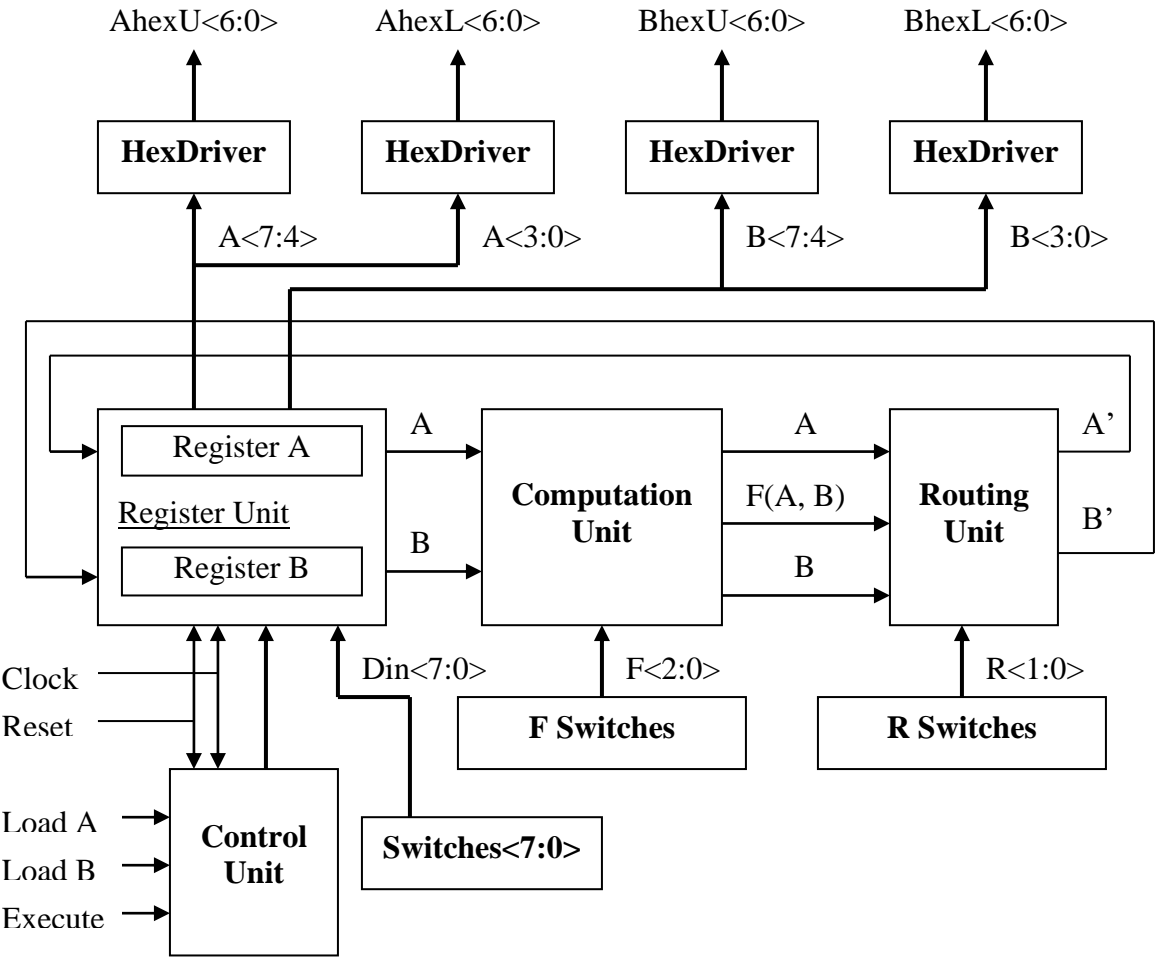 AhexU<6:0> AhexL<6:0> BhexU<6:0> BhexL<6:0>
HexDriver HexDriver HexDriver HexDriver
A<7:4> A<3:0> B<7:4> B<3:0>
A A A’
Register A
Computation
Unit
F(A, B)
Routing
Unit
Register Unit
B B’
Register B
B
Clock
Din<7:0> F<2:0> R<1:0>
Reset
F Switches R Switches
Load A
Control
Unit
Switches<7:0>
Load B
Execute